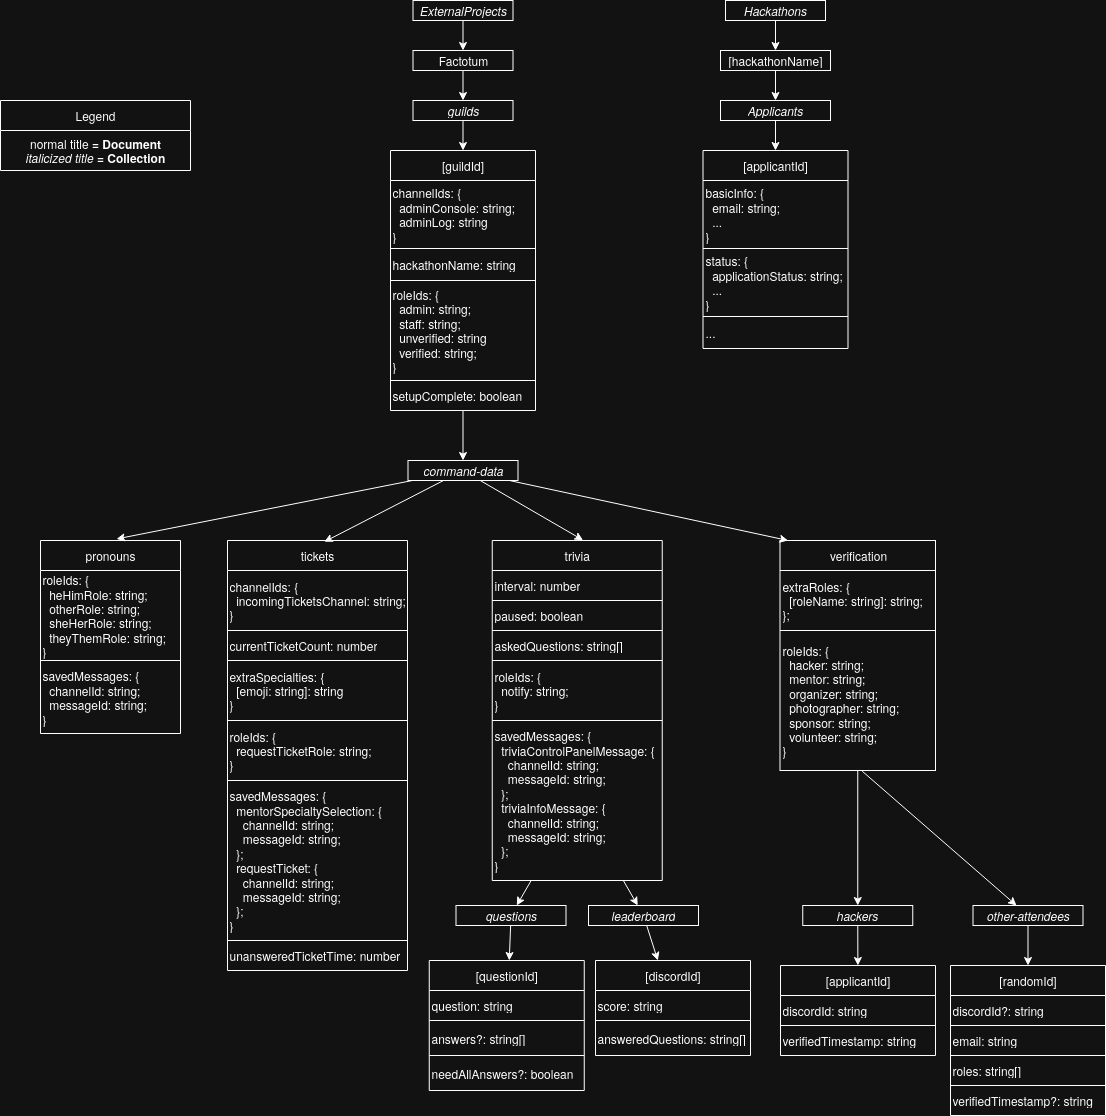 ExternalProjects
Hackathons
Factotum
[hackathonName]
guilds
Applicants
Legend
normal title = Document
italicized title = Collection
[guildId]
channelIds: {
adminConsole: string;
adminLog: string
}
hackathonName: string
roleIds: {
admin: string;
staff: string;
unverified: string
verified: string;
}
setupComplete: boolean
[applicantId]
basicInfo: {
email: string;
...
}
status: {
applicationStatus: string;
...
}
...
command-data
pronouns
roleIds: {
heHimRole: string;
otherRole: string;
sheHerRole: string;
theyThemRole: string;
}
savedMessages: {
channelId: string;
messageId: string;
}
tickets
channelIds: {
incomingTicketsChannel: string;
}
currentTicketCount: number
extraSpecialties: {
[emoji: string]: string
}
roleIds: {
requestTicketRole: string;
}
savedMessages: {
mentorSpecialtySelection: {
channelId: string;
messageId: string;
};
requestTicket: {
channelId: string;
messageId: string;
};
}
unansweredTicketTime: number
trivia
interval: number
paused: boolean
askedQuestions: string[]
roleIds: {
notify: string;
}
savedMessages: {
triviaControlPanelMessage: {
channelId: string;
messageId: string;
};
triviaInfoMessage: {
channelId: string;
messageId: string;
};
}
verification
extraRoles: {
[roleName: string]: string;
};
roleIds: {
hacker: string;
mentor: string;
organizer: string;
photographer: string;
sponsor: string;
volunteer: string;
}
questions
leaderboard
hackers
other-attendees
[questionId]
question: string
answers?: string[]
needAllAnswers?: boolean
[discordId]
score: string
answeredQuestions: string[]
[applicantId]
discordId: string
verifiedTimestamp: string
[randomId]
discordId?: string
email: string
roles: string[]
verifiedTimestamp?: string